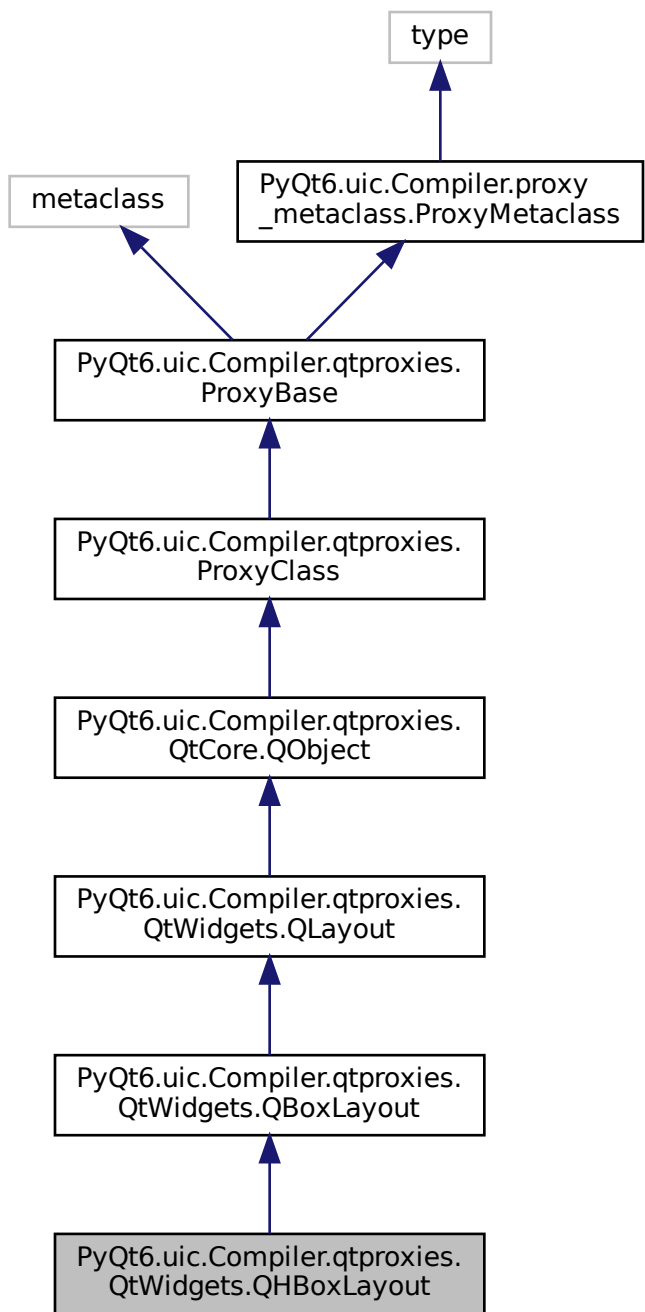 type
metaclass
PyQt6.uic.Compiler.proxy
_metaclass.ProxyMetaclass
PyQt6.uic.Compiler.qtproxies.
ProxyBase
PyQt6.uic.Compiler.qtproxies.
ProxyClass
PyQt6.uic.Compiler.qtproxies.
QtCore.QObject
PyQt6.uic.Compiler.qtproxies.
QtWidgets.QLayout
PyQt6.uic.Compiler.qtproxies.
QtWidgets.QBoxLayout
PyQt6.uic.Compiler.qtproxies.
QtWidgets.QHBoxLayout